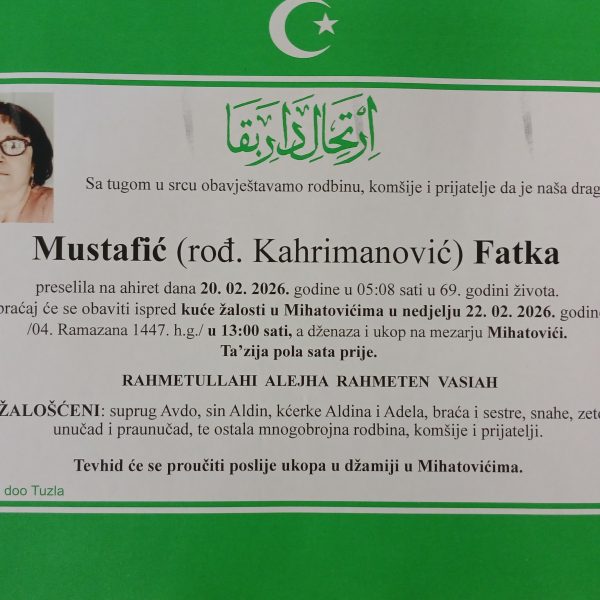 اِرْتِحَالِ دَارِ بَقَا
Sa tugom u srcu obavještavamo rodbinu, komšije i prijatelje da je naša drag
Mustafić (rođ. Kahrimanović) Fatka
preselila na ahiret dana 20. 02. 2026. godine u 05:08 sati u 69. godini života.
praćaj će se obaviti ispred kuće žalosti u Mihatovićima u nedjelju 22. 02. 2026. godine
/04. Ramazana 1447. h.g./ u 13:00 sati, a dženaza i ukop na mezarju Mihatovići.
Ta'zija pola sata prije.
RAHMETULLAHI ALEJHA RAHMETEN VASIAH
ŽALOŠĆENI: suprug Avdo, sin Aldin, kćerke Aldina i Adela, braća i sestre, snahe, zeto
unučad i praunučad, te ostala mnogobrojna rodbina, komšije i prijatelji.
Tevhid će se proučiti poslije ukopa u džamiji u Mihatovićima.
doo Tuzla